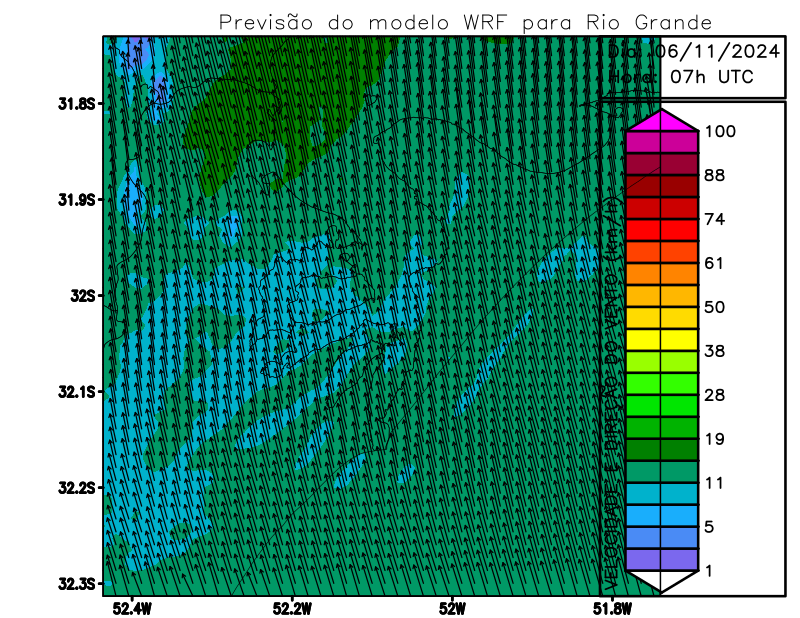 Previsão do modelo WRF para Rio Grande
Dia: 06/11/2024
Hora: 07h UTC
31.8S
31.9S
32S
32.1S
32.2S
32.3S
52.4W
52.2W
52W
51.8W
VELOCIDADE E DIREÇÃO DO VENTO (km/h)
100
88
74
61
50
38
28
19
11
5
1